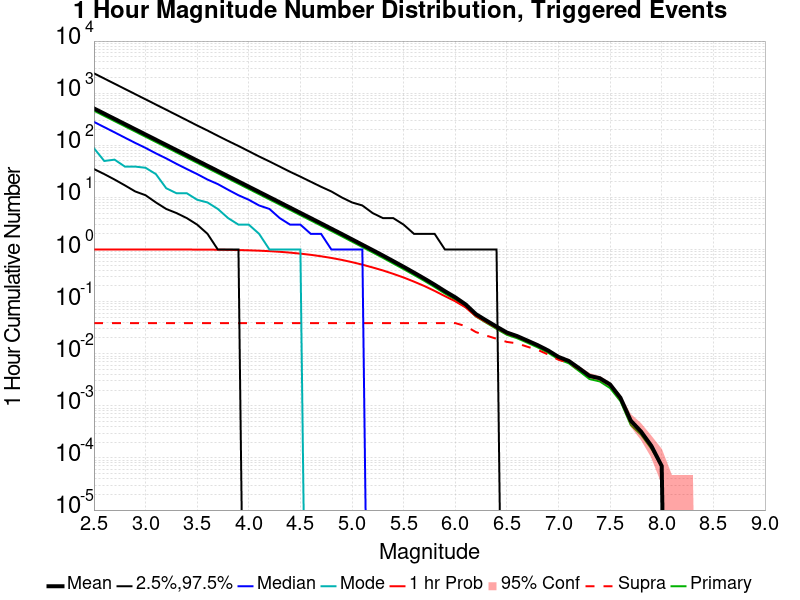 1 Hour Magnitude Number Distribution, Triggered Events
1 Hour Cumulative Number
10^4
10^3
10^2
10^1
10^0
10^-1
10^-2
10^-3
10^-4
10^-5
2.5 3.0 3.5 4.0 4.5 5.0 5.5 6.0 6.5 7.0 7.5 8.0 8.5 9.0
Magnitude
Mean 2.5%,97.5% Median Mode 1 hr Prob 95% Conf Supra Primary